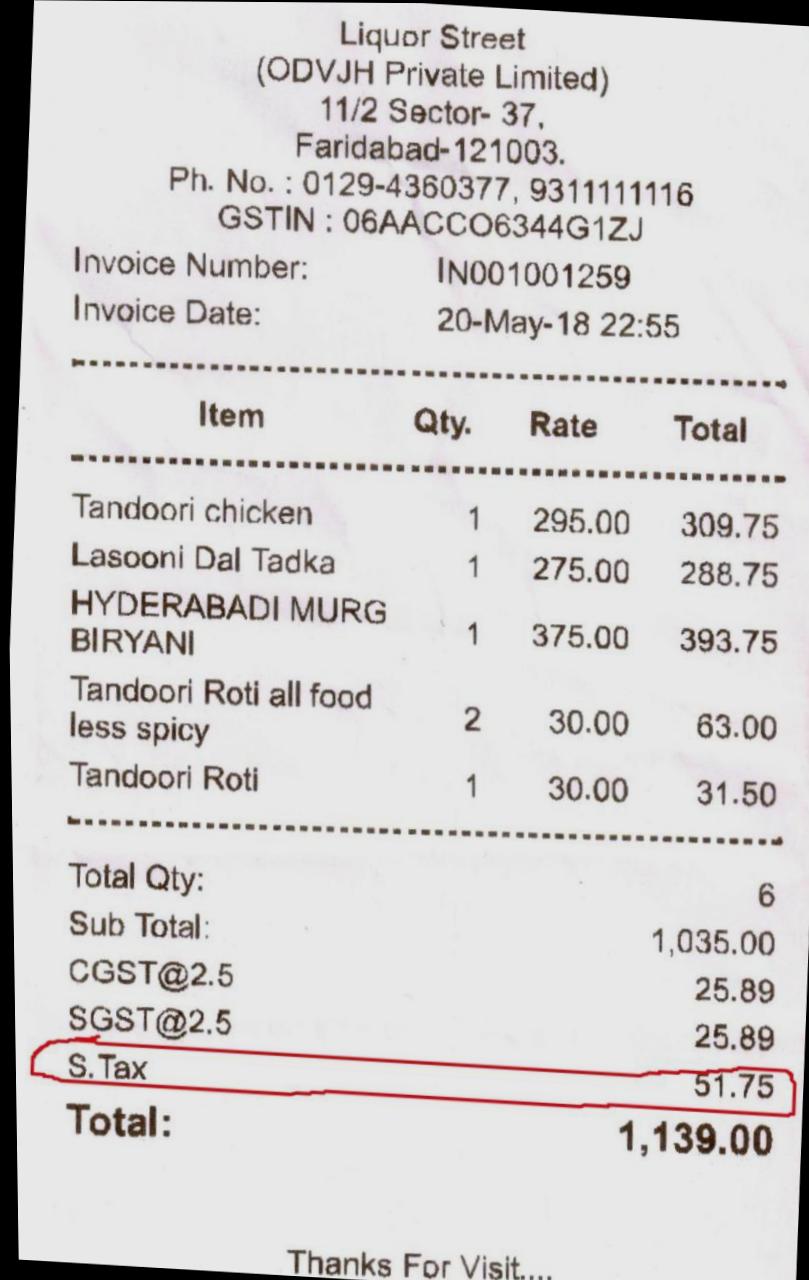 Liquor Street
(ODVJH Private Limited)
11/2 Sector- 37,
Faridabad-121003.
Ph. No. : 0129-4360377, 9311111116
GSTIN : 06AACCO6344G1ZJ
Invoice Number: IN001001259
Invoice Date: 20-May-18 22:55
Item Qty. Rate Total
Tandoori chicken 1 295.00 309.75
Lasooni Dal Tadka 1 275.00 288.75
HYDERABADI MURG
BIRYANI 1 375.00 393.75
Tandoori Roti all food
less spicy 2 30.00 63.00
Tandoori Roti 1 30.00 31.50
Total Qty: 6
Sub Total: 1,035.00
CGST@2.5 25.89
SGST@2.5 25.89
S.Tax 51.75
Total: 1,139.00
Thanks For Visit....